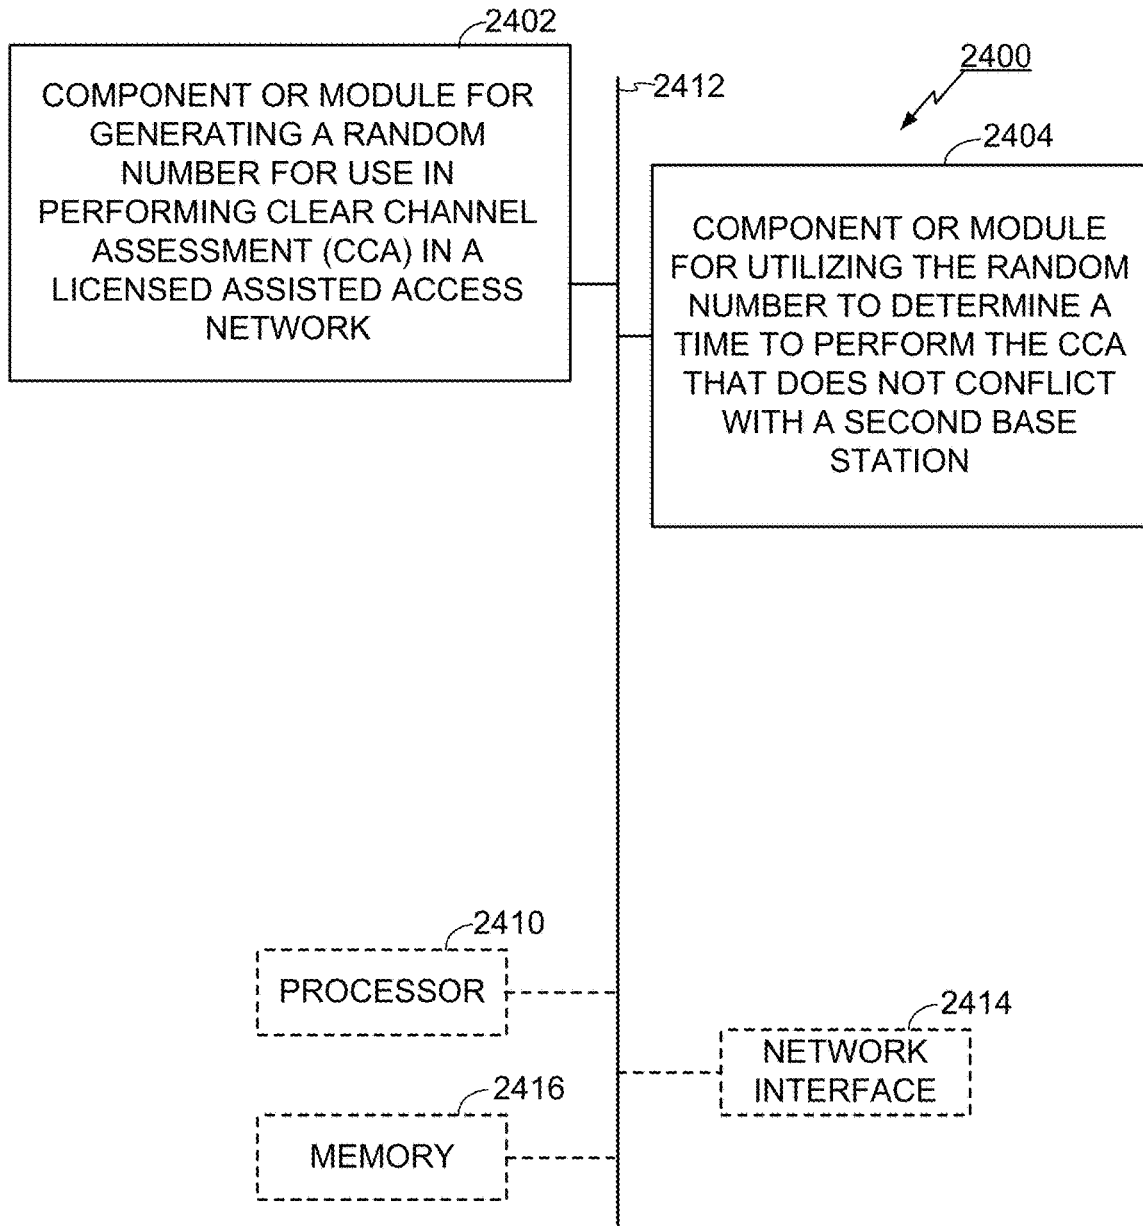 2402
COMPONENT OR MODULE FOR
GENERATING A RANDOM
NUMBER FOR USE IN
PERFORMING CLEAR CHANNEL
ASSESSMENT (CCA) IN A
LICENSED ASSISTED ACCESS
NETWORK
2412
2400
2404
COMPONENT OR MODULE
FOR UTILIZING THE RANDOM
NUMBER TO DETERMINE A
TIME TO PERFORM THE CCA
THAT DOES NOT CONFLICT
WITH A SECOND BASE
STATION
2410
PROCESSOR
2414
NETWORK
INTERFACE
2416
MEMORY